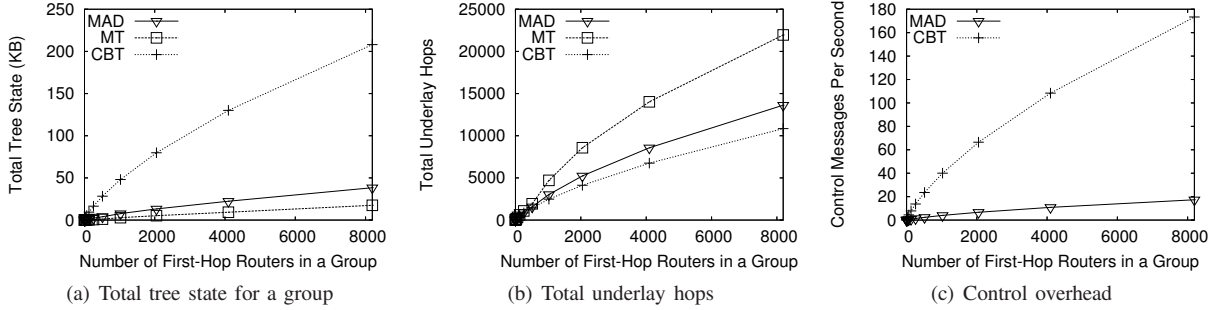 MAD
MT
CBT
Total Tree State (KB)
250
200
150
100
50
0
0 2000 4000 6000 8000
Number of First-Hop Routers in a Group
(a) Total tree state for a group
MAD
MT
CBT
Total Underlay Hops
25000
20000
15000
10000
5000
0
0 2000 4000 6000 8000
Number of First-Hop Routers in a Group
(b) Total underlay hops
MAD
CBT
Control Messages Per Second
180
160
140
120
100
80
60
40
20
0
0 2000 4000 6000 8000
Number of First-Hop Routers in a Group
(c) Control overhead